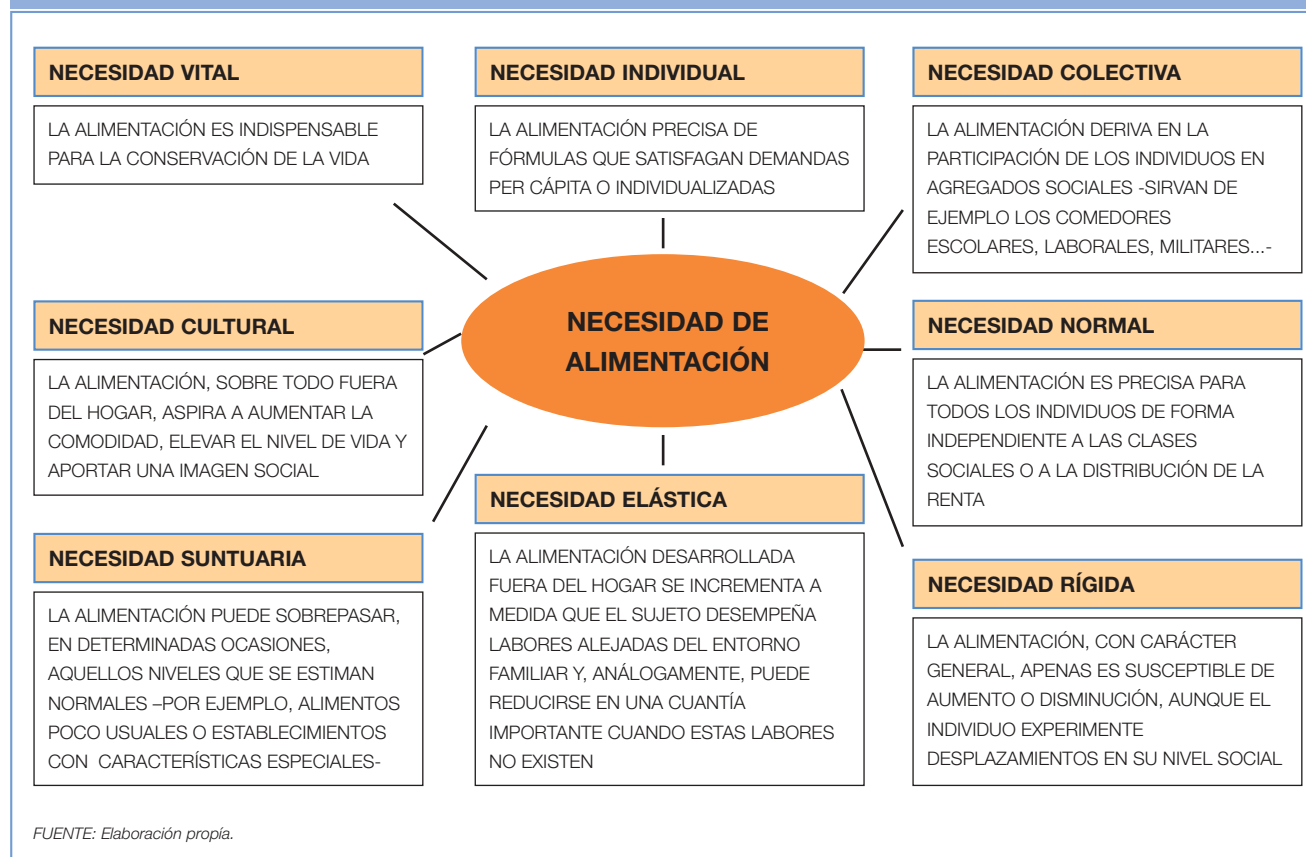 NECESIDAD VITAL
LA ALIMENTACIÓN ES INDISPENSABLE
PARA LA CONSERVACIÓN DE LA VIDA
NECESIDAD INDIVIDUAL
LA ALIMENTACIÓN PRECISA DE
FÓRMULAS QUE SATISFAGAN DEMANDAS
PER CÁPITA O INDIVIDUALIZADAS
NECESIDAD COLECTIVA
LA ALIMENTACIÓN DERIVA EN LA
PARTICIPACIÓN DE LOS INDIVIDUOS EN
AGREGADOS SOCIALES -SIRVAN DE
EJEMPLO LOS COMEDORES
ESCOLARES, LABORALES, MILITARES...-
NECESIDAD DE
ALIMENTACIÓN
NECESIDAD CULTURAL
LA ALIMENTACIÓN, SOBRE TODO FUERA
DEL HOGAR, ASPIRA A AUMENTAR LA
COMODIDAD, ELEVAR EL NIVEL DE VIDA Y
APORTAR UNA IMAGEN SOCIAL
NECESIDAD NORMAL
LA ALIMENTACIÓN ES PRECISA PARA
TODOS LOS INDIVIDUOS DE FORMA
INDEPENDIENTE A LAS CLASES
SOCIALES O A LA DISTRIBUCIÓN DE LA
RENTA
NECESIDAD SUNTUARIA
LA ALIMENTACIÓN PUEDE SOBREPASAR,
EN DETERMINADAS OCASIONES,
AQUELLOS NIVELES QUE SE ESTIMAN
NORMALES –POR EJEMPLO, ALIMENTOS
POCO USUALES O ESTABLECIMIENTOS
CON CARACTERÍSTICAS ESPECIALES-
NECESIDAD ELÁSTICA
LA ALIMENTACIÓN DESARROLLADA
FUERA DEL HOGAR SE INCREMENTA A
MEDIDA QUE EL SUJETO DESEMPEÑA
LABORES ALEJADAS DEL ENTORNO
FAMILIAR Y, ANÁLOGAMENTE, PUEDE
REDUCIRSE EN UNA CUANTÍA
IMPORTANTE CUANDO ESTAS LABORES
NO EXISTEN
NECESIDAD RÍGIDA
LA ALIMENTACIÓN, CON CARÁCTER
GENERAL, APENAS ES SUSCEPTIBLE DE
AUMENTO O DISMINUCIÓN, AUNQUE EL
INDIVIDUO EXPERIMENTE
DESPLAZAMIENTOS EN SU NIVEL SOCIAL
FUENTE: Elaboración propía.